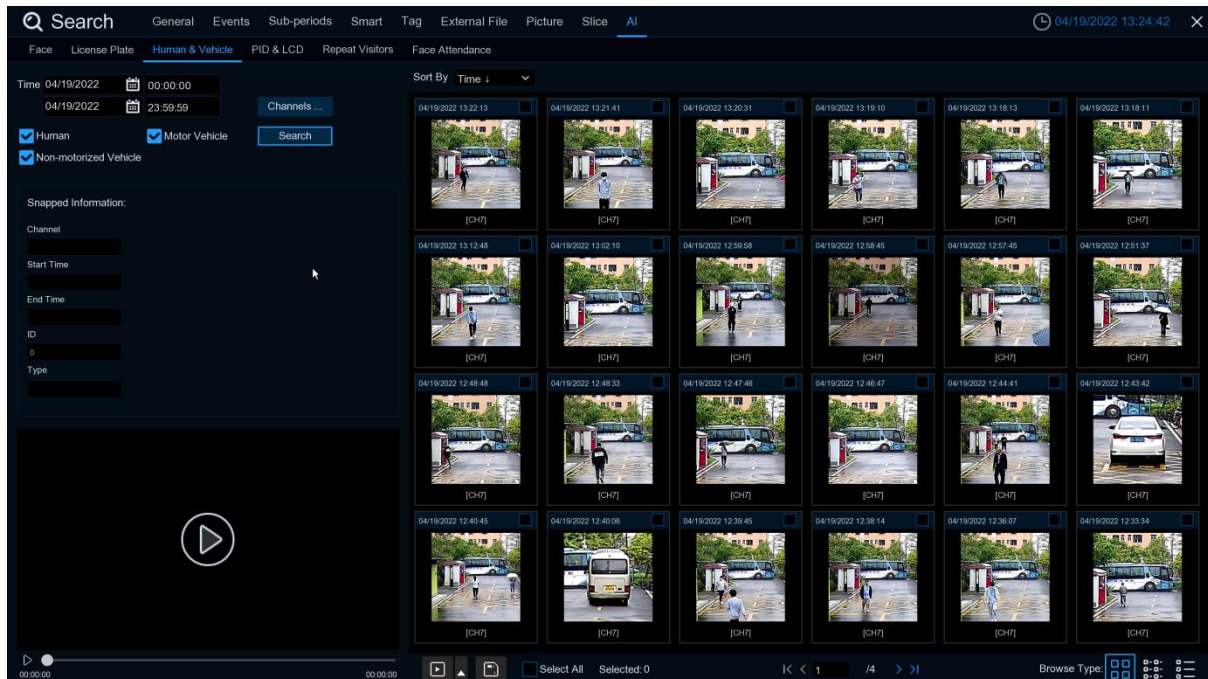 Search General Events Sub-periods Smart Tag External File Picture Slice AI 04/19/2022 13:24:42
Face License Plate Human & Vehicle PID & LCD Repeat Visitors Face Attendance
Time 04/19/2022 00:00:00
04/19/2022 23:59:59 Channels ...
Human Motor Vehicle Search
Non-motorized Vehicle
Snapped Information:
Channel
Start Time
End Time
ID
0
Type
00:00:00 00:00:00
Sort By Time ↓
04/19/2022 13:22:13 04/19/2022 13:21:41 04/19/2022 13:20:31 04/19/2022 13:19:10 04/19/2022 13:18:13 04/19/2022 13:18:11
[CH7] [CH7] [CH7] [CH7] [CH7] [CH7]
04/19/2022 13:12:48 04/19/2022 13:02:10 04/19/2022 12:59:58 04/19/2022 12:58:45 04/19/2022 12:57:45 04/19/2022 12:51:37
[CH7] [CH7] [CH7] [CH7] [CH7] [CH7]
04/19/2022 12:48:48 04/19/2022 12:48:33 04/19/2022 12:47:46 04/19/2022 12:46:47 04/19/2022 12:44:41 04/19/2022 12:43:42
[CH7] [CH7] [CH7] [CH7] [CH7] [CH7]
04/19/2022 12:40:45 04/19/2022 12:40:06 04/19/2022 12:39:45 04/19/2022 12:38:14 04/19/2022 12:36:07 04/19/2022 12:33:34
[CH7] [CH7] [CH7] [CH7] [CH7] [CH7]
Select All Selected: 0 1 /4 Browse Type: